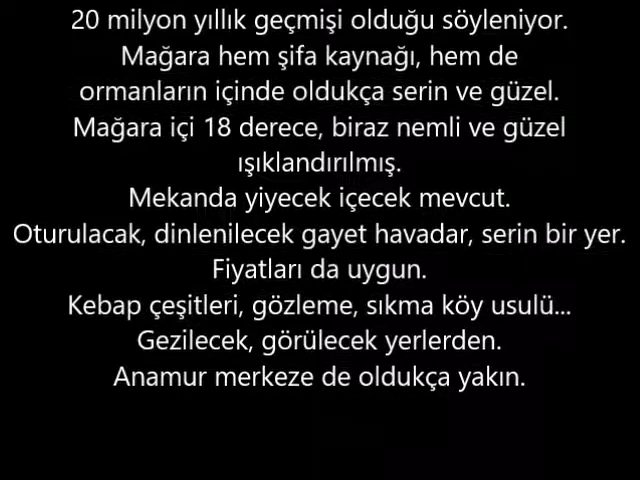 20 milyon yıllık geçmişi olduğu söyleniyor.
Mağara hem şifa kaynağı, hem de
ormanların içinde oldukça serin ve güzel.
Mağara içi 18 derece, biraz nemli ve güzel
ışıklandırılmış.
Mekanda yiyecek içecek mevcut.
Oturulacak, dinlenilecek gayet havadar, serin bir yer.
Fiyatları da uygun.
Kebap çeşitleri, gözleme, sıkma köy usulü...
Gezilecek, görülecek yerlerden.
Anamur merkeze de oldukça yakın.